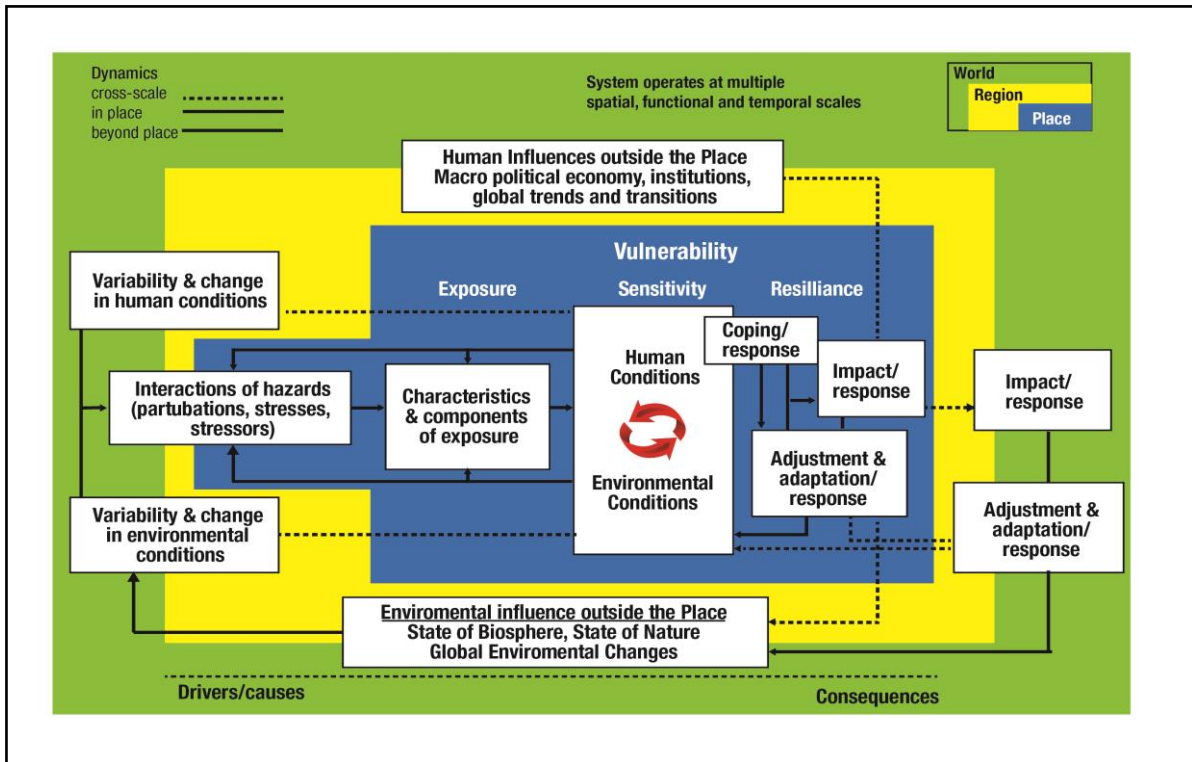 Dynamics
cross-scale
in place
beyond place
System operates at multiple
spatial, functional and temporal scales
World
Region
Place
Human Influences outside the Place
Macro political economy, institutions,
global trends and transitions
Vulnerability
Exposure
Sensitivity
Resilliance
Variability & change
in human conditions
Interactions of hazards
(partubations, stresses,
stressors)
Characteristics
& components
of exposure
Human
Conditions
Environmental
Conditions
Coping/
response
Impact/
response
Adjustment &
adaptation/
response
Impact/
response
Adjustment &
adaptation/
response
Variability & change
in environmental
conditions
Enviromental influence outside the Place
State of Biosphere, State of Nature
Global Enviromental Changes
Drivers/causes
Consequences